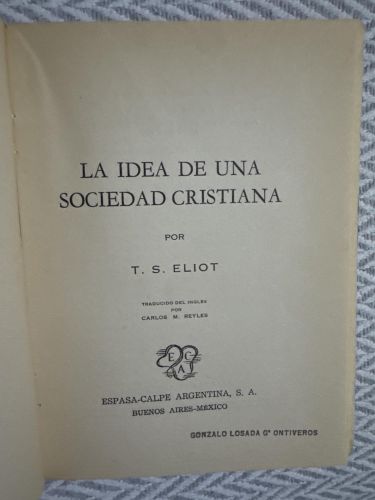 LA IDEA DE UNA
SOCIEDAD CRISTIANA
POR
T. S. ELIOT
TRADUCIDO DEL INGLES
POR
CARLOS M. REYLES
E C
A
ESPASA-CALPE ARGENTINA, S. A.
BUENOS AIRES-MÉXICO
GONZALO LOSADA Gª ONTIVEROS